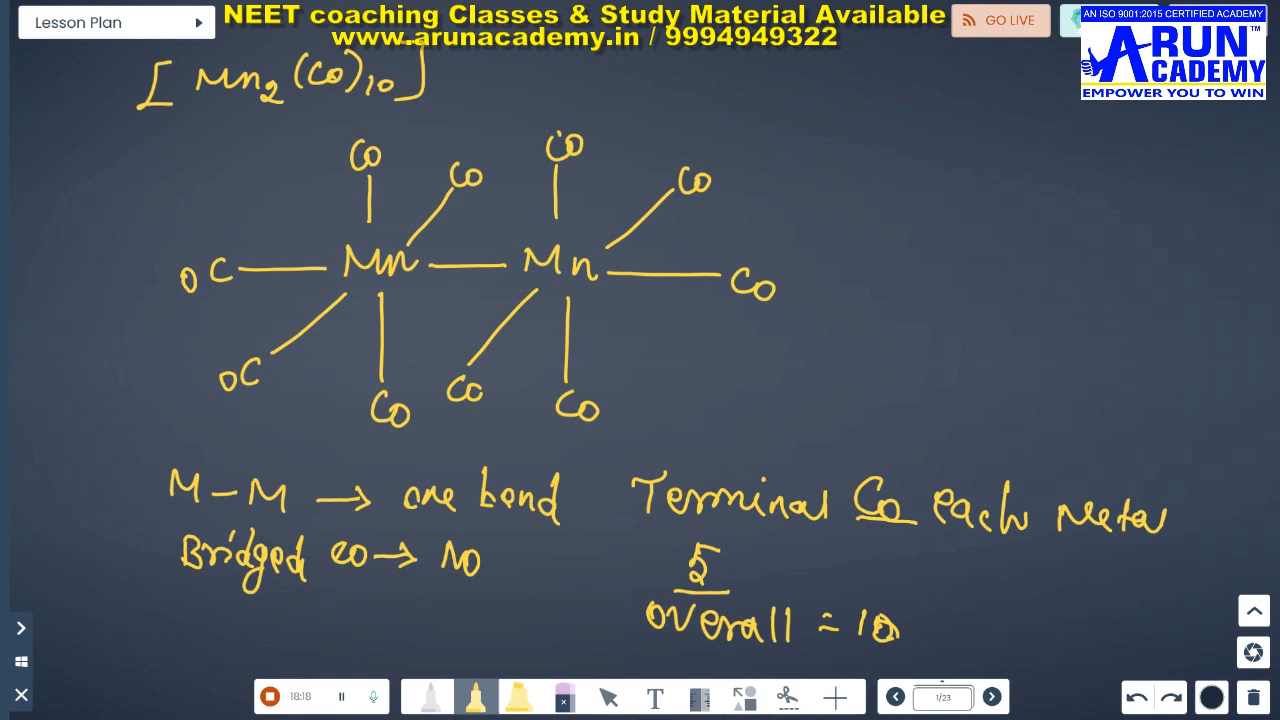 Lesson Plan
NEET coaching Classes & Study Material Available
www.arunacademy.in / 9994949322
GO LIVE
AN ISO 9001:2015 CERTIFIED ACADEMY
ARUN ACADEMY™
EMPOWER YOU TO WIN
[Mn₂(CO)₁₀]
CO CO CO CO
OC Mn Mn CO
OC CO CO CO
M – M → one bond
Bridged CO → NO
Terminal CO each Metal
5
overall = 10
18:18
T
1/23